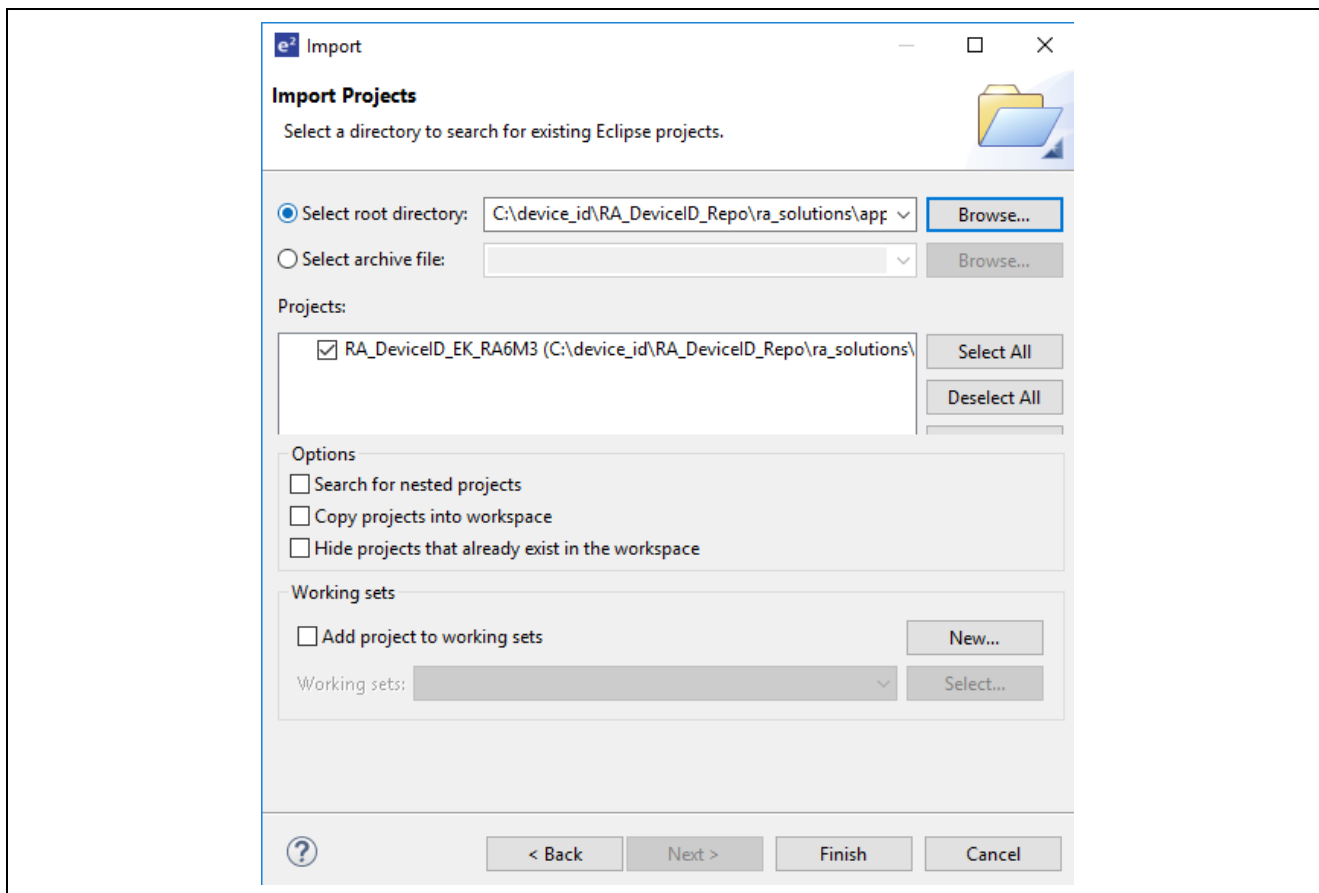 e² Import
Import Projects
Select a directory to search for existing Eclipse projects.
Select root directory: C:\device_id\RA_DeviceID_Repo\ra_solutions\app Browse...
Select archive file: Browse...
Projects:
RA_DeviceID_EK_RA6M3 (C:\device_id\RA_DeviceID_Repo\ra_solutions\ Select All
Deselect All
Options
Search for nested projects
Copy projects into workspace
Hide projects that already exist in the workspace
Working sets
Add project to working sets New...
Working sets: Select...
? < Back Next > Finish Cancel